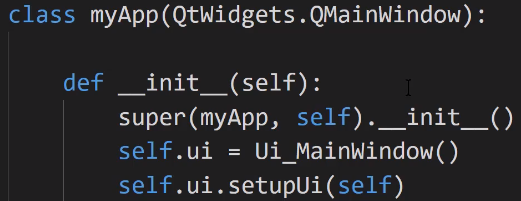 class myApp(QtWidgets.QMainWindow):
def __init__(self):
super(myApp, self).__init__()
self.ui = Ui_MainWindow()
self.ui.setupUi(self)